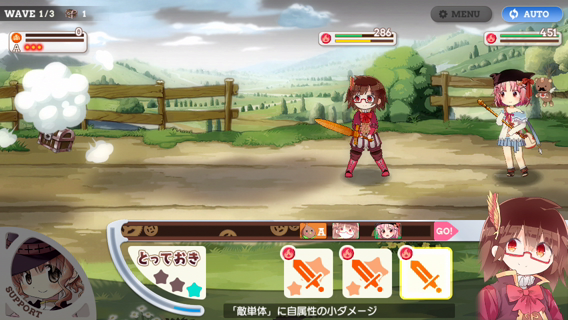 WAVE 1/3
1
MENU
AUTO
0
A
286
451
GO!
とっておき
SUPPORT
「敵単体」に自属性の小ダメージ